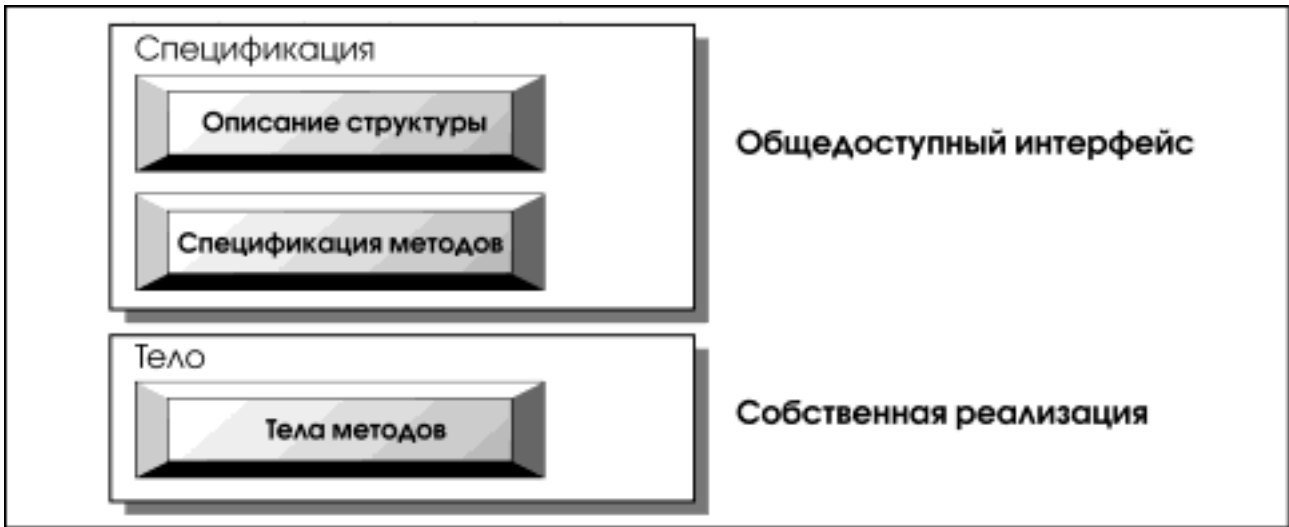 Спецификация
Описание структуры
Общедоступный интерфейс
Спецификация методов
Тело
Тела методов
Собственная реализация